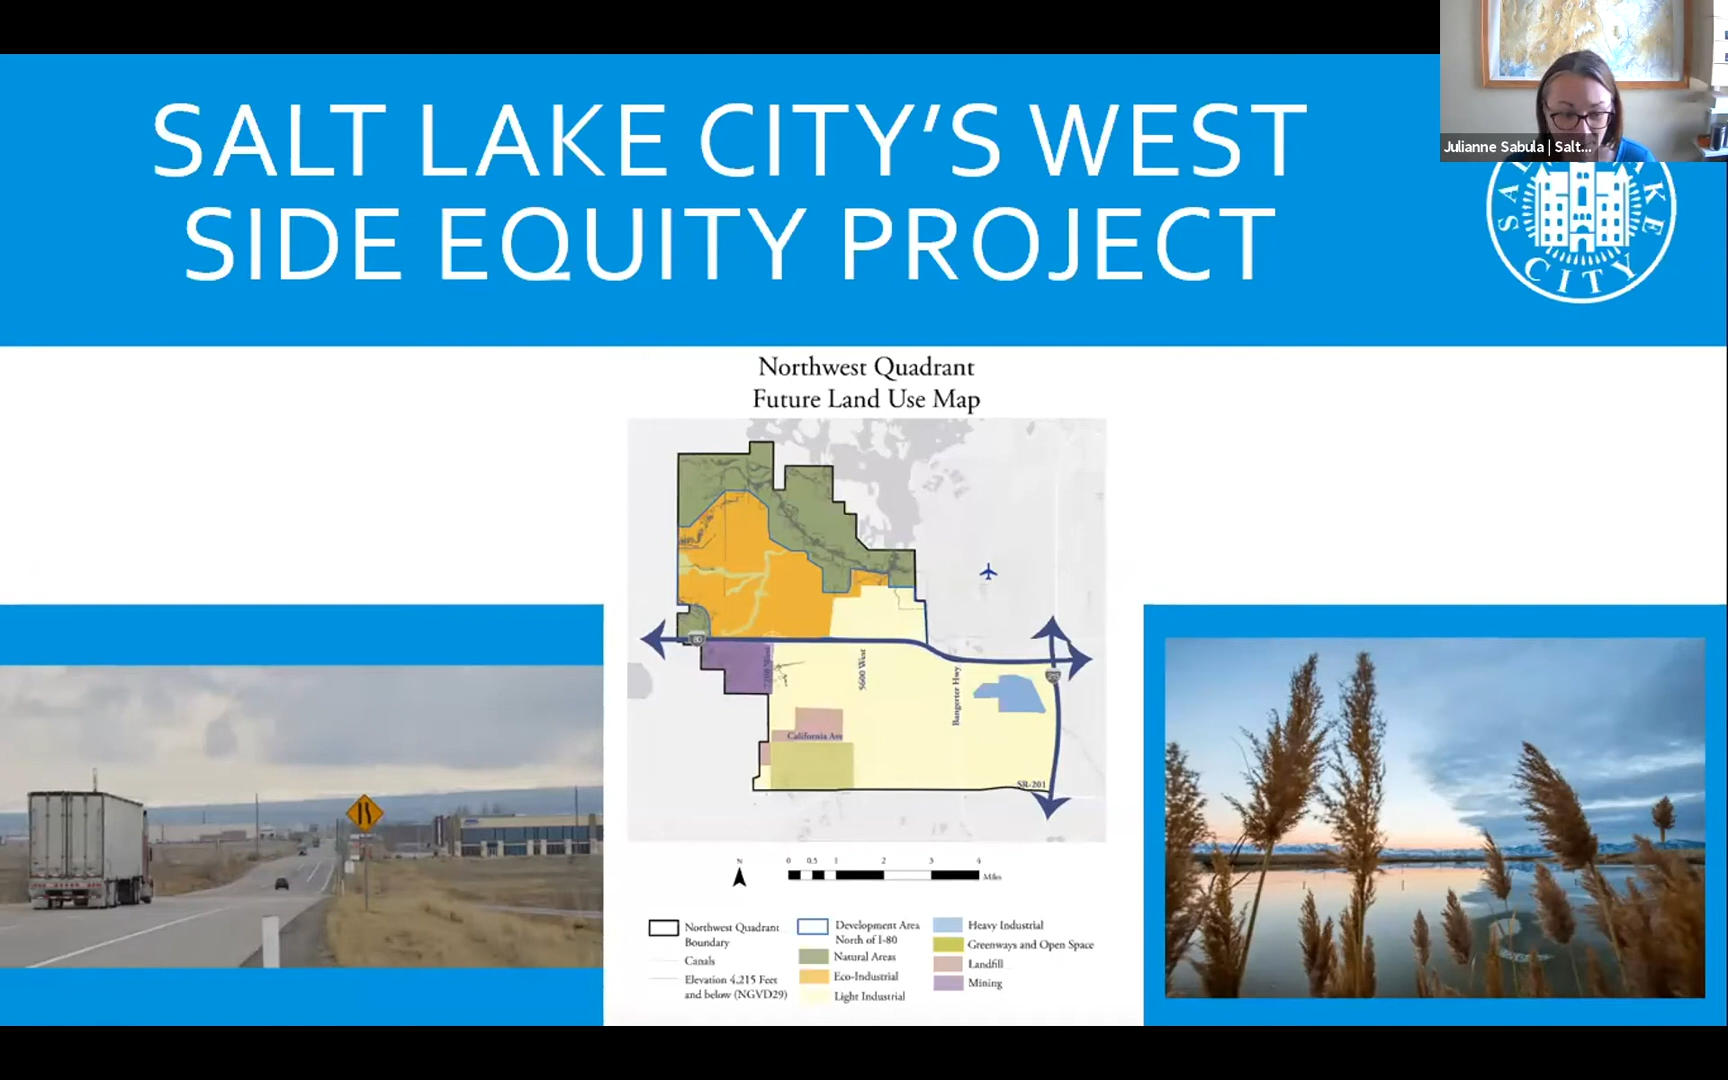 SALT LAKE CITY'S WEST
SIDE EQUITY PROJECT
Julianne Sabula | Salt...
CITY
Northwest Quadrant
Future Land Use Map
80
7200 West
5600 West
Bangerter Hwy
California Ave
SR-201
N
0 0.5 1 2 3 4
Miles
Northwest Quadrant
Boundary
Canals
Elevation 4,215 Feet
and below (NGVD29)
Development Area
North of I-80
Natural Areas
Eco-Industrial
Light Industrial
Heavy Industrial
Greenways and Open Space
Landfill
Mining